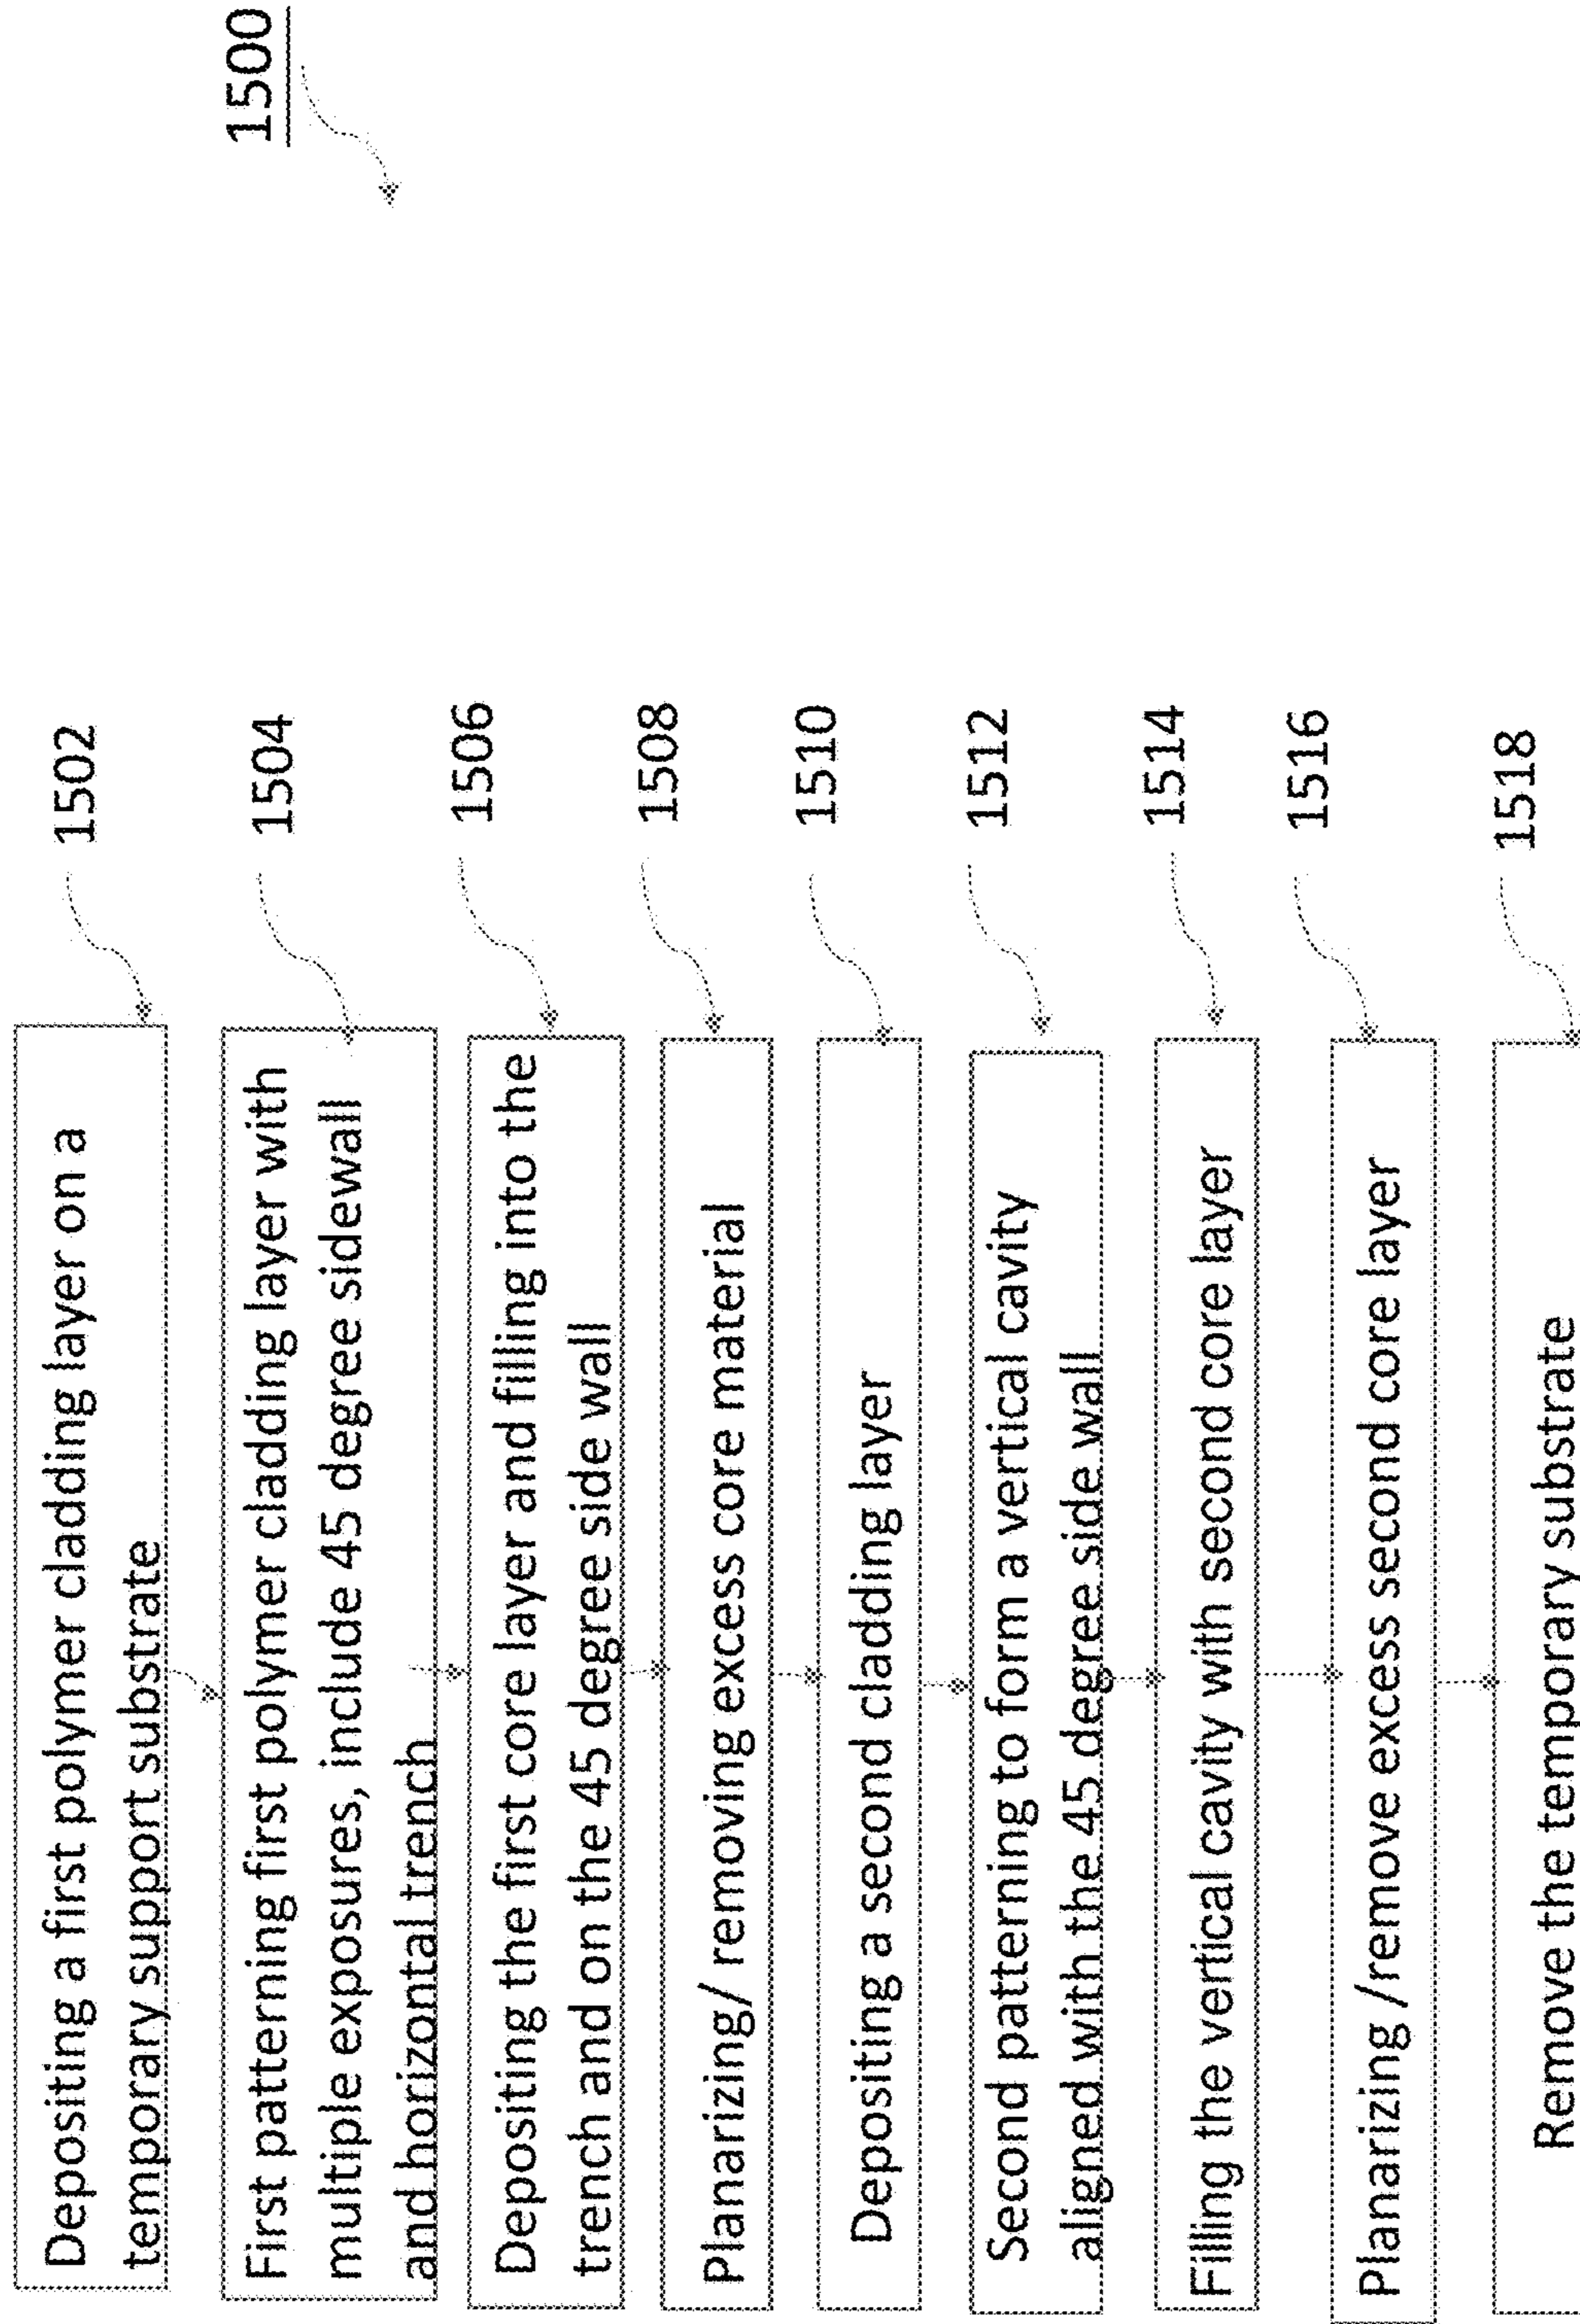 1500
Depositing a first polymer cladding layer on a
temporary support substrate
1502
First patterning first polymer cladding layer with
multiple exposures, include 45 degree sidewall
and horizontal trench
1504
Depositing the first core layer and filling into the
trench and on the 45 degree side wall
1506
Planarizing/ removing excess core material
1508
Depositing a second cladding layer
1510
Second patterning to form a vertical cavity
aligned with the 45 degree side wall
1512
Filling the vertical cavity with second core layer
1514
Planarizing /remove excess second core layer
1516
Remove the temporary substrate
1518